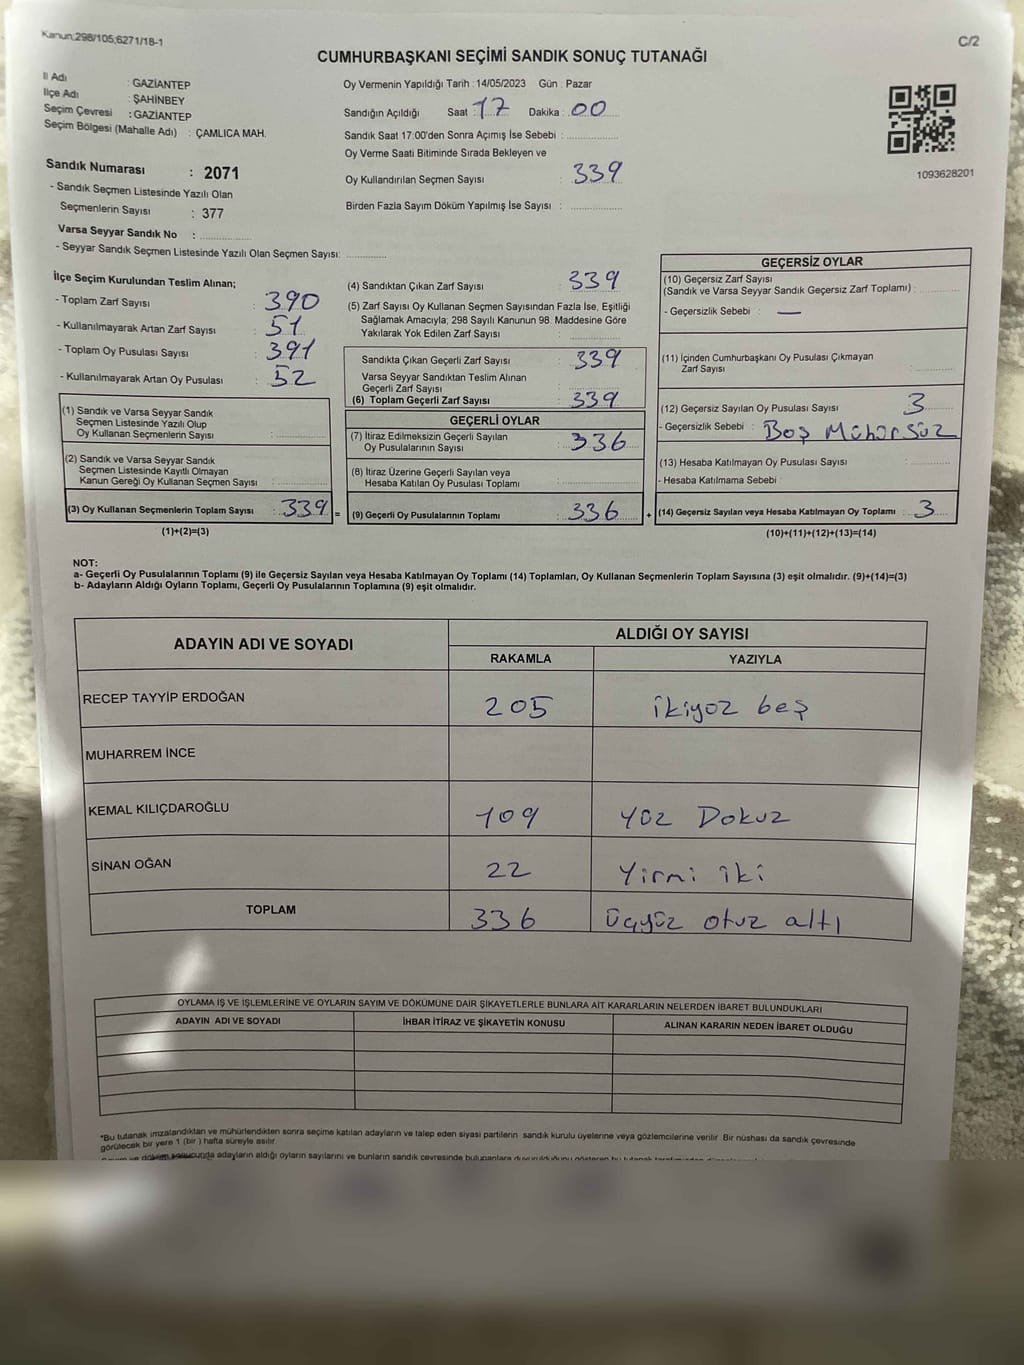 Kanun;298/105;6271/18-1
C/2
CUMHURBAŞKANI SEÇİMİ SANDIK SONUÇ TUTANAĞI
İl Adı : GAZİANTEP
İlçe Adı : ŞAHİNBEY
Seçim Çevresi : GAZİANTEP
Seçim Bölgesi (Mahalle Adı) : ÇAMLICA MAH.
Sandık Numarası : 2071
- Sandık Seçmen Listesinde Yazılı Olan
Seçmenlerin Sayısı : 377
Varsa Seyyar Sandık No : ................
- Seyyar Sandık Seçmen Listesinde Yazılı Olan Seçmen Sayısı: ............
Oy Vermenin Yapıldığı Tarih : 14/05/2023 Gün : Pazar
Sandığın Açıldığı Saat : 17 Dakika : 00
Sandık Saat 17:00'den Sonra Açımış İse Sebebi : ................
Oy Verme Saati Bitiminde Sırada Bekleyen ve
Oy Kullandırılan Seçmen Sayısı : 339
Birden Fazla Sayım Döküm Yapılmış İse Sayısı : ................
1093628201
İlçe Seçim Kurulundan Teslim Alınan;
- Toplam Zarf Sayısı : 390
- Kullanılmayarak Artan Zarf Sayısı : 51
- Toplam Oy Pusulası Sayısı : 391
- Kullanılmayarak Artan Oy Pusulası : 52
(1) Sandık ve Varsa Seyyar Sandık
Seçmen Listesinde Yazılı Olup
Oy Kullanan Seçmenlerin Sayısı : ................
(2) Sandık ve Varsa Seyyar Sandık
Seçmen Listesinde Kayıtlı Olmayan
Kanun Gereği Oy Kullanan Seçmen Sayısı : ................
(3) Oy Kullanan Seçmenlerin Toplam Sayısı : 339 =
(1)+(2)=(3)
(4) Sandıktan Çıkan Zarf Sayısı : 339
(5) Zarf Sayısı Oy Kullanan Seçmen Sayısından Fazla İse, Eşitliği
Sağlamak Amacıyla; 298 Sayılı Kanunun 98. Maddesine Göre
Yakılarak Yok Edilen Zarf Sayısı : ................
Sandıkta Çıkan Geçerli Zarf Sayısı : 339
Varsa Seyyar Sandıktan Teslim Alınan
Geçerli Zarf Sayısı : ................
(6) Toplam Geçerli Zarf Sayısı : 339
GEÇERLİ OYLAR
(7) İtiraz Edilmeksizin Geçerli Sayılan
Oy Pusulalarının Sayısı : 336
(8) İtiraz Üzerine Geçerli Sayılan veya
Hesaba Katılan Oy Pusulası Toplamı : ................
(9) Geçerli Oy Pusulalarının Toplamı : 336 +
GEÇERSİZ OYLAR
(10) Geçersiz Zarf Sayısı
(Sandık ve Varsa Seyyar Sandık Geçersiz Zarf Toplamı) : ............
- Geçersizlik Sebebi : —
(11) İçinden Cumhurbaşkanı Oy Pusulası Çıkmayan
Zarf Sayısı : ............
(12) Geçersiz Sayılan Oy Pusulası Sayısı : 3
- Geçersizlik Sebebi : Boş Mühürsüz
(13) Hesaba Katılmayan Oy Pusulası Sayısı : ............
- Hesaba Katılmama Sebebi :
(14) Geçersiz Sayılan veya Hesaba Katılmayan Oy Toplamı : 3
(10)+(11)+(12)+(13)=(14)
NOT:
a- Geçerli Oy Pusulalarının Toplamı (9) ile Geçersiz Sayılan veya Hesaba Katılmayan Oy Toplamı (14) Toplamları, Oy Kullanan Seçmenlerin Toplam Sayısına (3) eşit olmalıdır. (9)+(14)=(3)
b- Adayların Aldığı Oyların Toplamı, Geçerli Oy Pusulalarının Toplamına (9) eşit olmalıdır.
ADAYIN ADI VE SOYADI
ALDIĞI OY SAYISI
RAKAMLA YAZIYLA
RECEP TAYYİP ERDOĞAN 205 ikiyüz beş
MUHARREM İNCE
KEMAL KILIÇDAROĞLU 109 Yüz Dokuz
SİNAN OĞAN 22 Yirmi iki
TOPLAM 336 üçyüz otuz altı
OYLAMA İŞ VE İŞLEMLERİNE VE OYLARIN SAYIM VE DÖKÜMÜNE DAİR ŞİKAYETLERLE BUNLARA AİT KARARLARIN NELERDEN İBARET BULUNDUKLARI
ADAYIN ADI VE SOYADI İHBAR İTİRAZ VE ŞİKAYETİN KONUSU ALINAN KARARIN NEDEN İBARET OLDUĞU
*Bu tutanak imzalandıktan ve mühürlendikten sonra seçime katılan adayların ve talep eden siyasi partilerin sandık kurulu üyelerine veya gözlemcilerine verilir. Bir nüshası da sandık çevresinde
görülecek bir yere 1 (bir ) hafta süreyle asılır.
adayların aldığı oyların sayılarını ve bunların sandık çevresinde